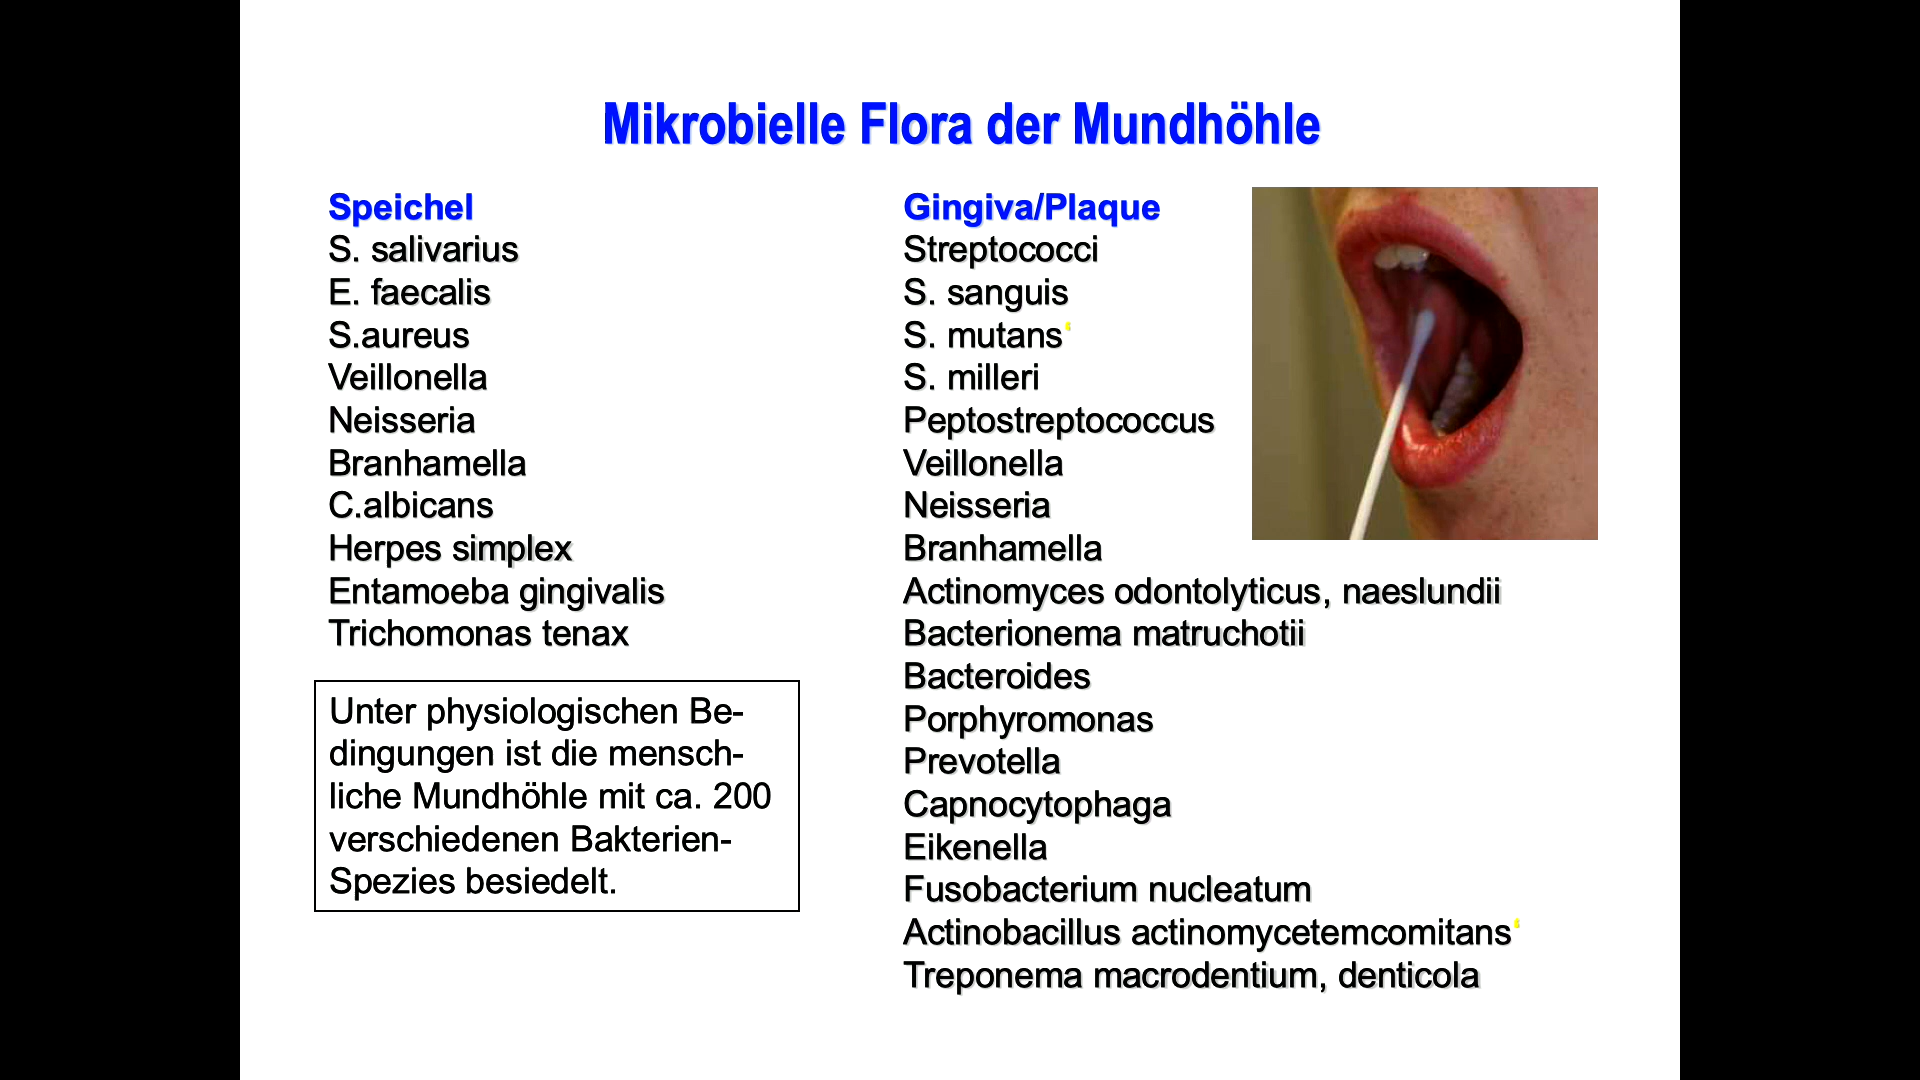 Mikrobielle Flora der Mundhöhle
Speichel
S. salivarius
E. faecalis
S.aureus
Veillonella
Neisseria
Branhamella
C.albicans
Herpes simplex
Entamoeba gingivalis
Trichomonas tenax
Unter physiologischen Be-
dingungen ist die mensch-
liche Mundhöhle mit ca. 200
verschiedenen Bakterien-
Spezies besiedelt.
Gingiva/Plaque
Streptococci
S. sanguis
S. mutans‘
S. milleri
Peptostreptococcus
Veillonella
Neisseria
Branhamella
Actinomyces odontolyticus, naeslundii
Bacterionema matruchotii
Bacteroides
Porphyromonas
Prevotella
Capnocytophaga
Eikenella
Fusobacterium nucleatum
Actinobacillus actinomycetemcomitans‘
Treponema macrodentium, denticola